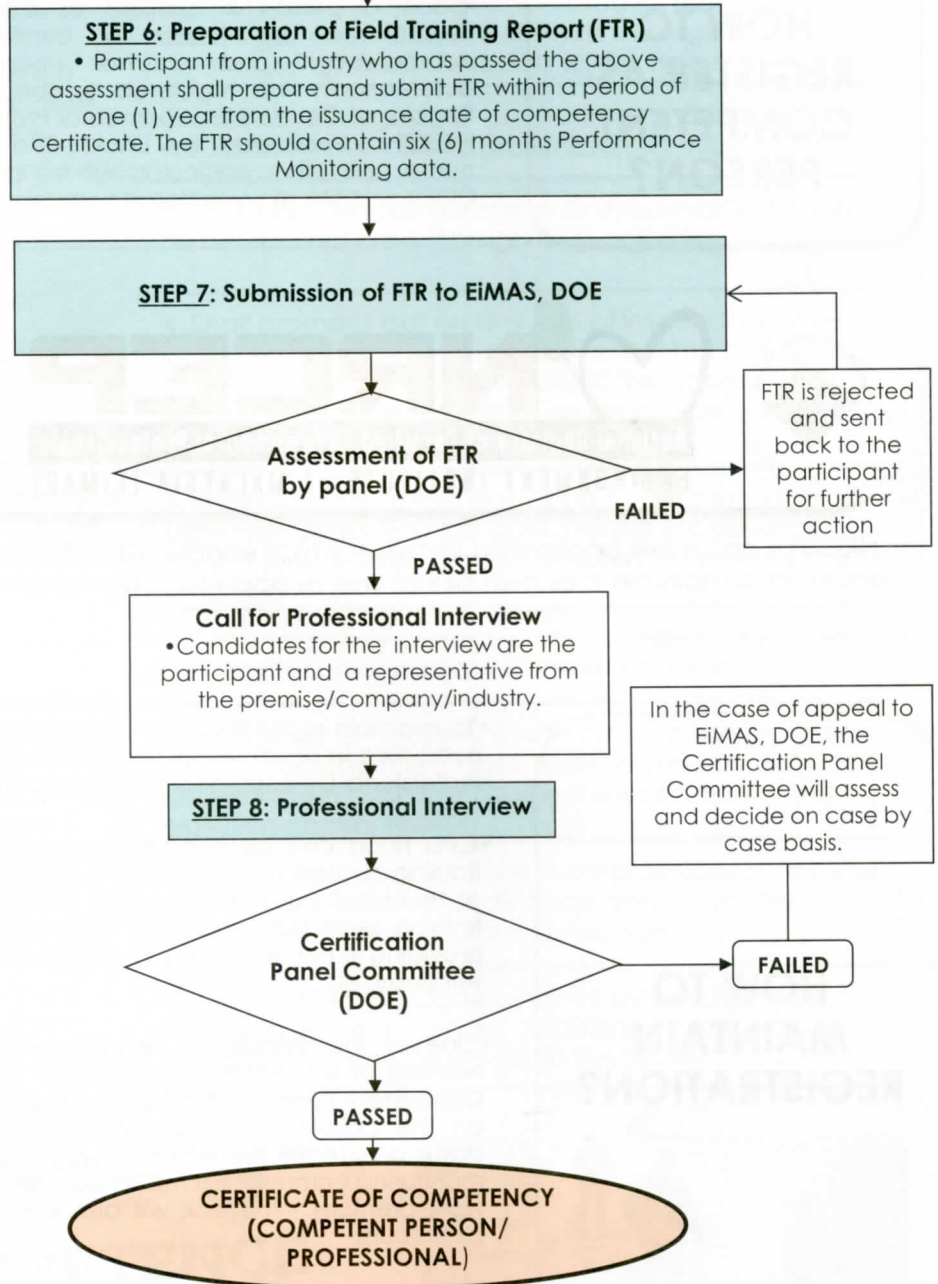 STEP 6: Preparation of Field Training Report (FTR)
• Participant from industry who has passed the above
assessment shall prepare and submit FTR within a period of
one (1) year from the issuance date of competency
certificate. The FTR should contain six (6) months Performance
Monitoring data.
STEP 7: Submission of FTR to EiMAS, DOE
Assessment of FTR
by panel (DOE)
FAILED
FTR is rejected
and sent
back to the
participant
for further
action
PASSED
Call for Professional Interview
•Candidates for the interview are the
participant and a representative from
the premise/company/industry.
In the case of appeal to
EiMAS, DOE, the
Certification Panel
Committee will assess
and decide on case by
case basis.
STEP 8: Professional Interview
Certification
Panel Committee
(DOE)
FAILED
PASSED
CERTIFICATE OF COMPETENCY
(COMPETENT PERSON/
PROFESSIONAL)
HOW TO
REGISTER AS
COMPETENT
PERSON?
HOW TO
MAINTAIN
REGISTRATION?